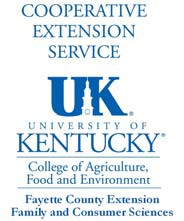 COOPERATIVE
EXTENSION
SERVICE
UK®
UNIVERSITY OF
KENTUCKY®
College of Agriculture,
Food and Environment
Fayette County Extension
Family and Consumer Sciences